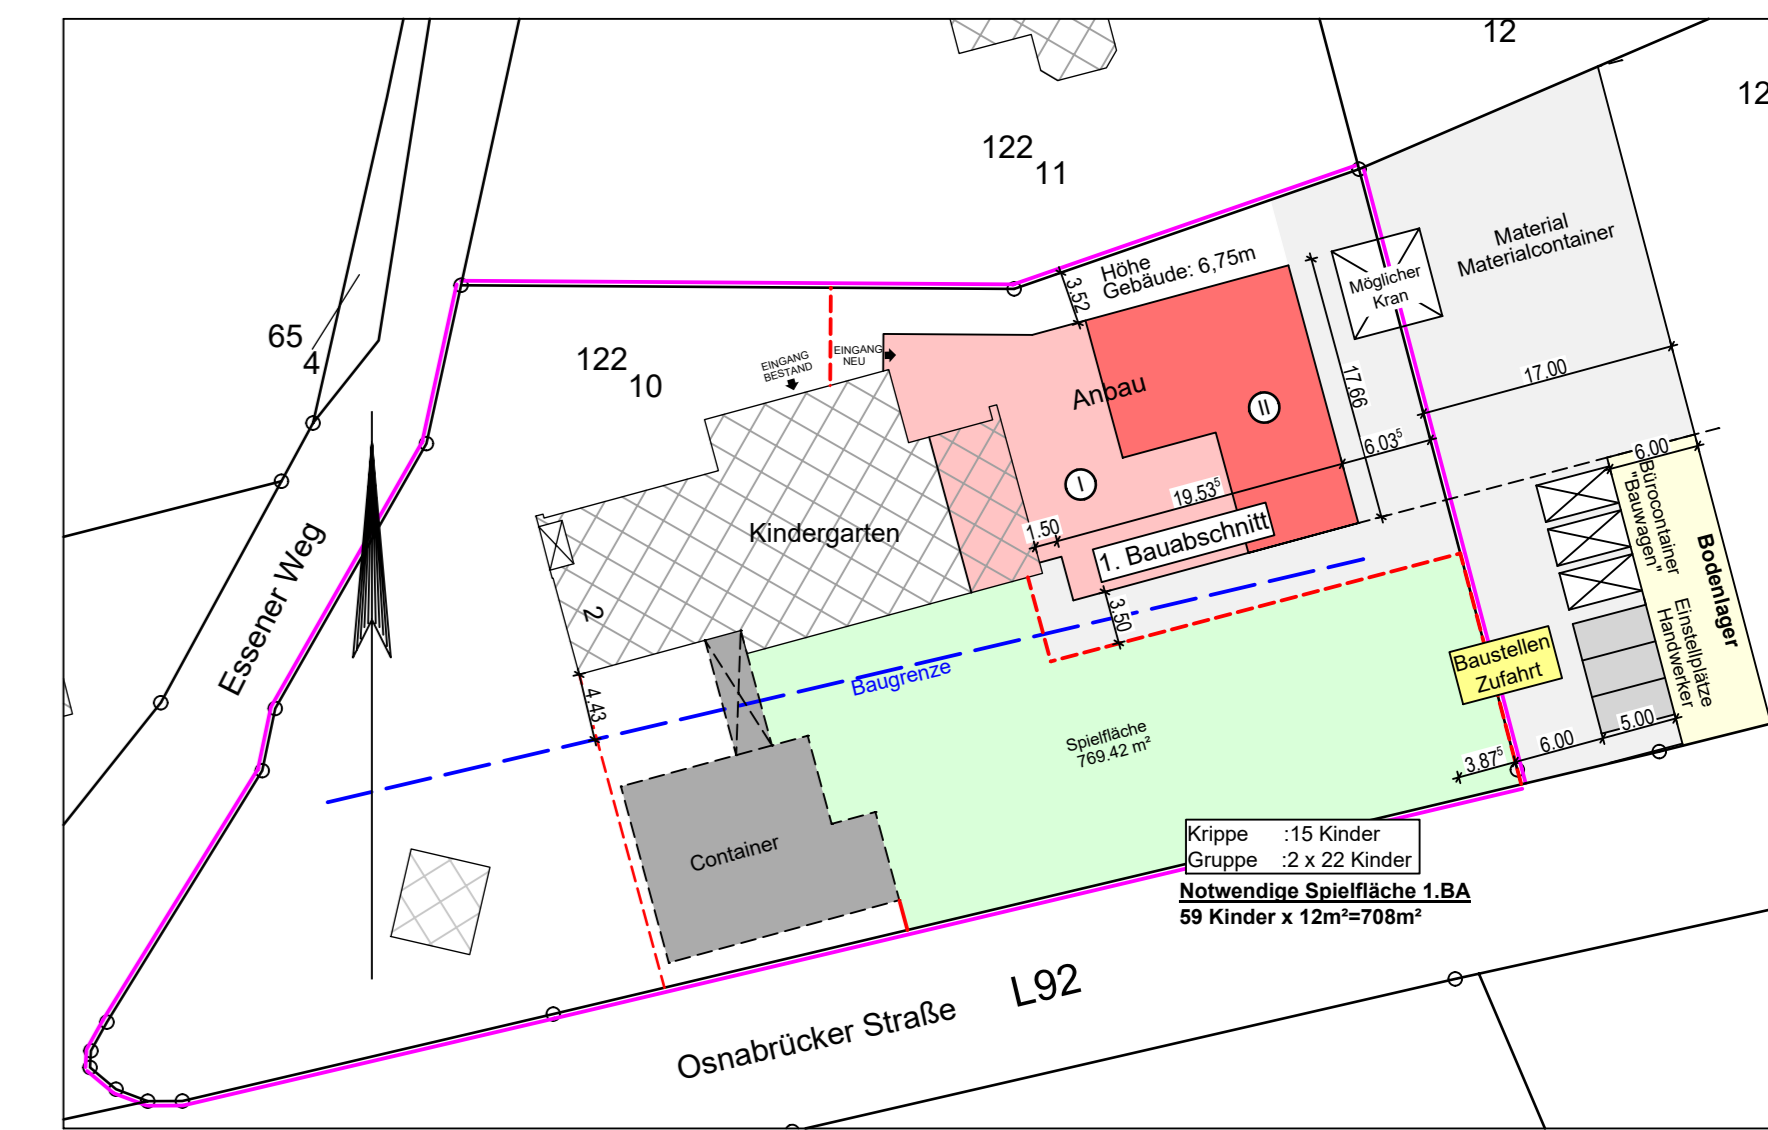 12
12
122
11
Material
Materialcontainer
Höhe
Gebäude: 6,75m
3.52
Möglicher
Kran
65
4
122
10
EINGANG
BESTAND
EINGANG
NEU
Anbau
II
17.66
17.00
6.03⁵
6.00
I
19.53⁵
1.50
Kindergarten
1. Bauabschnitt
Bürocontainer
"Bauwagen"
Bodenlager
Essener Weg
2
3.50
Einstellplätze
Handwerker
Baustellen
Zufahrt
4.43
Baugrenze
Spielfläche
769.42 m²
3.87⁵
6.00
5.00
Container
Krippe :15 Kinder
Gruppe :2 x 22 Kinder
Notwendige Spielfläche 1.BA
59 Kinder x 12m²=708m²
Osnabrücker Straße
L92